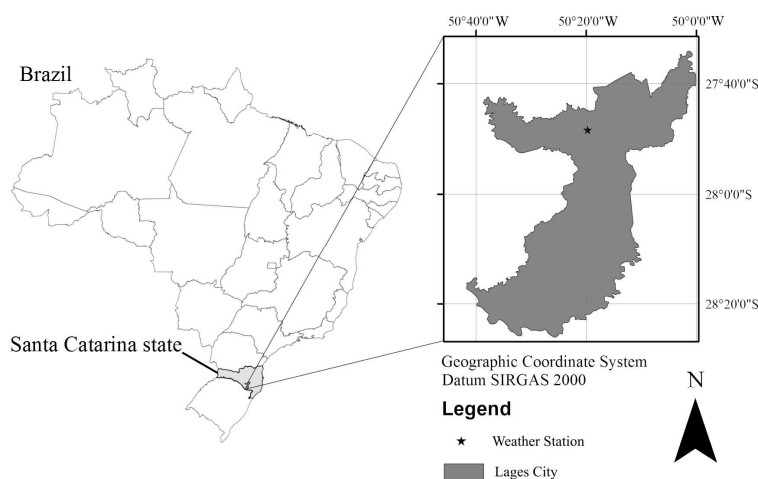 50°40'0"W 50°20'0"W 50°0'0"W
Brazil
27°40'0"S
28°0'0"S
28°20'0"S
Santa Catarina state
Geographic Coordinate System
Datum SIRGAS 2000
N
Legend
Weather Station
Lages City